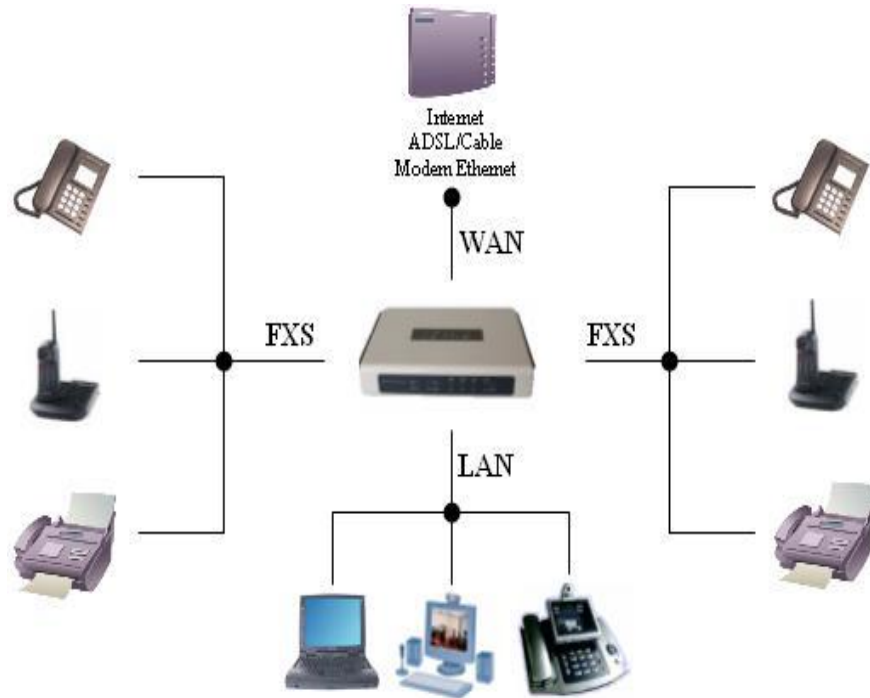 Internet
ADSL/Cable
Modem Ethernet
WAN
FXS
FXS
LAN